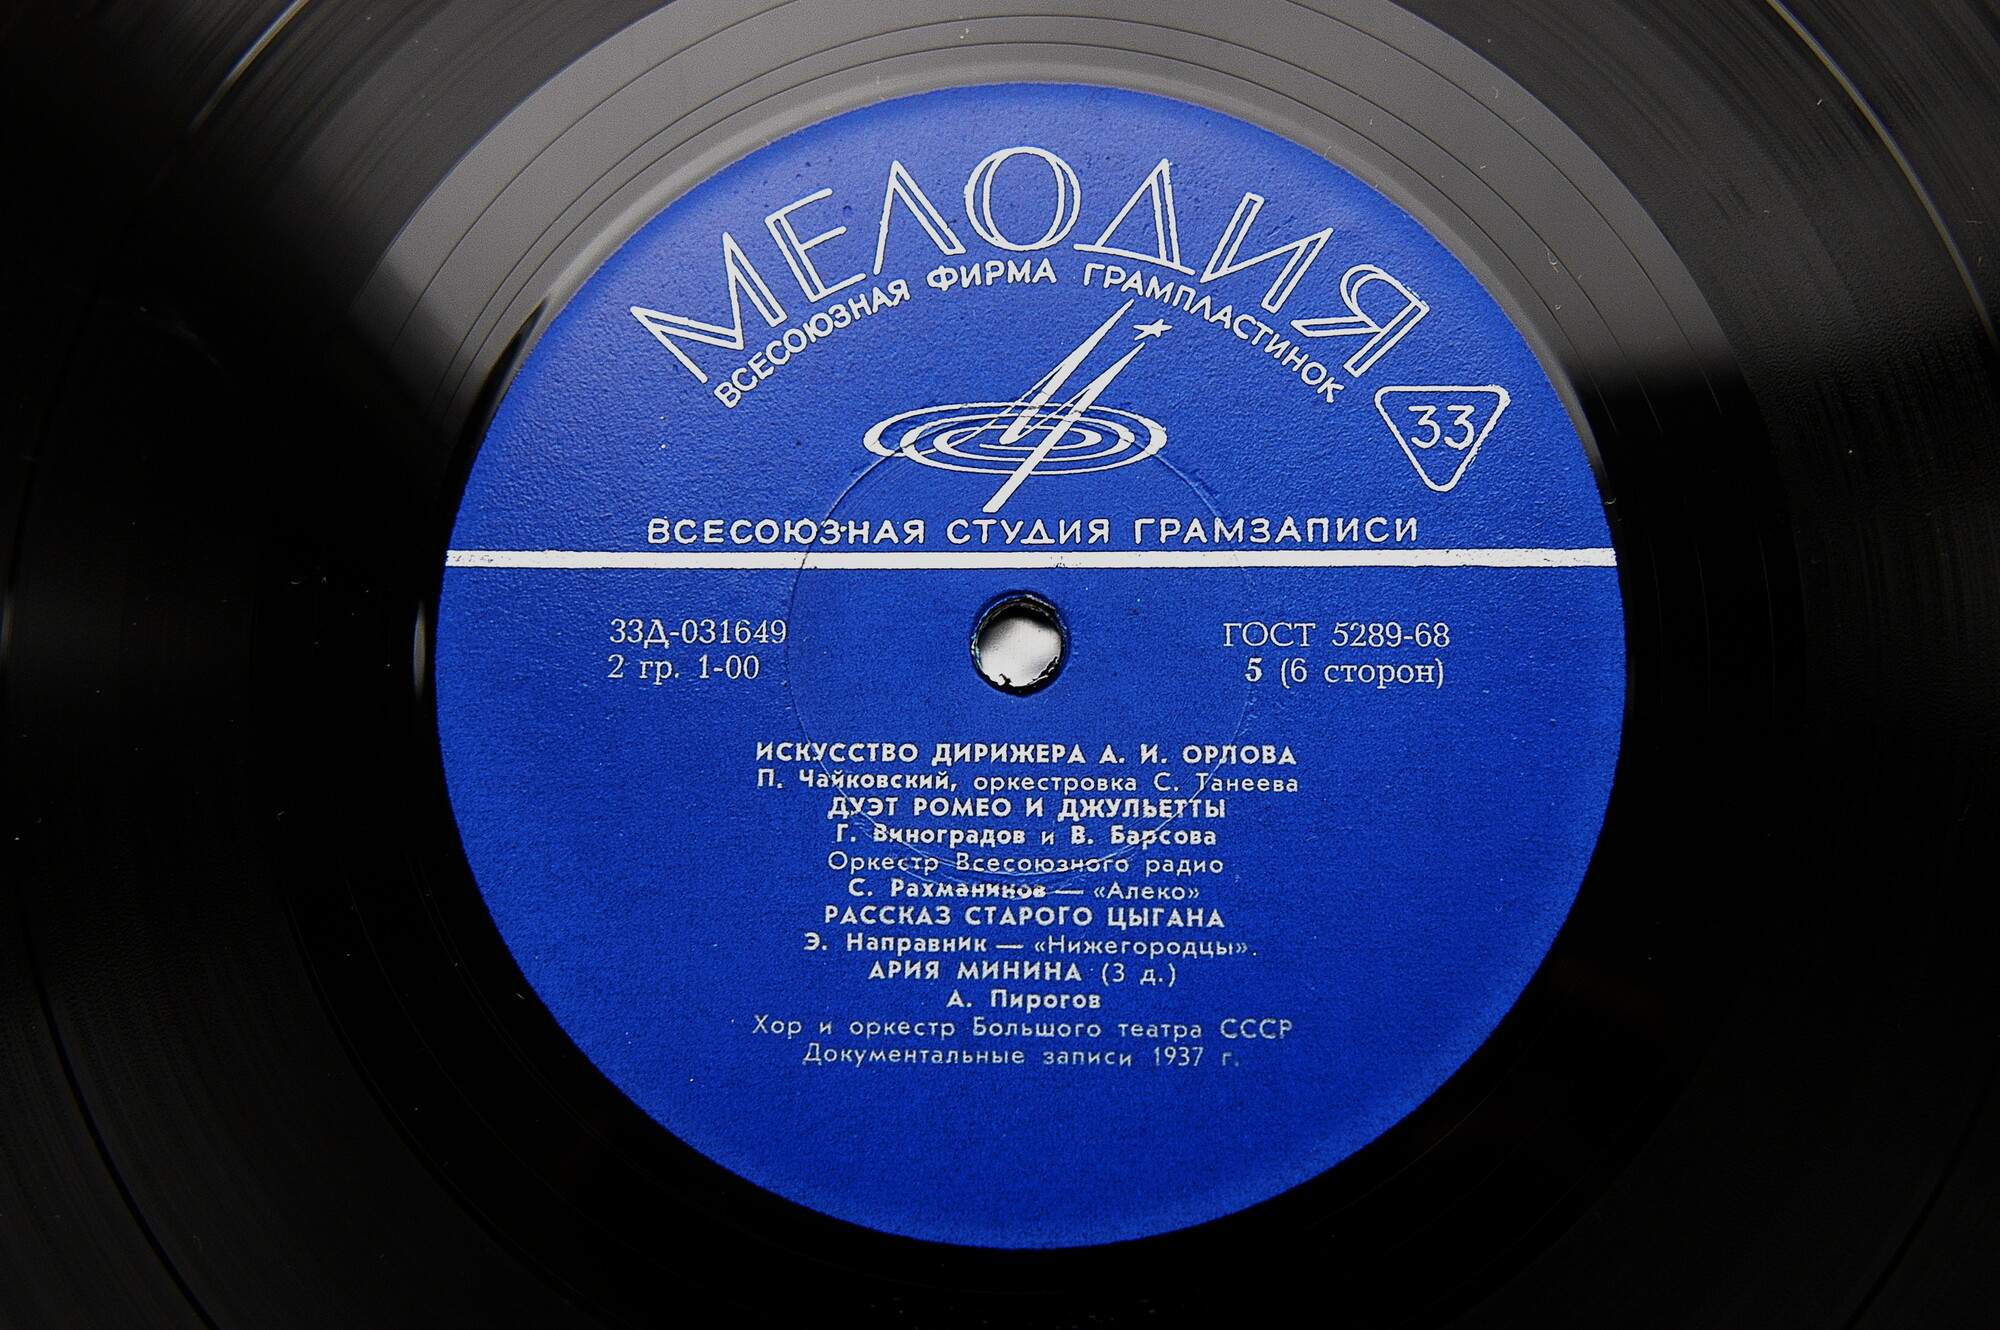 МЕЛОДИЯ
ВСЕСОЮЗНАЯ ФИРМА ГРАМПЛАСТИНОК
33
ВСЕСОЮЗНАЯ СТУДИЯ ГРАМЗАПИСИ
33Д-031649
2 гр. 1-00
ГОСТ 5289-68
5 (6 сторон)
ИСКУССТВО ДИРИЖЕРА А. И. ОРЛОВА
П. Чайковский, оркестровка С. Танеева
ДУЭТ РОМЕО И ДЖУЛЬЕТТЫ
Г. Виноградов и В. Барсова
Оркестр Всесоюзного радио
С. Рахманинов — «Алеко»
РАССКАЗ СТАРОГО ЦЫГАНА
Э. Направник — «Нижегородцы».
АРИЯ МИНИНА (3 д.)
А. Пирогов
Хор и оркестр Большого театра СССР
Документальные записи 1937 г.